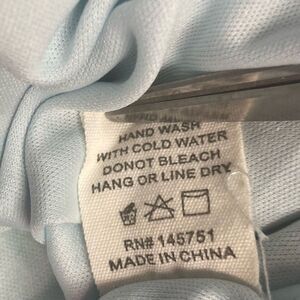 HAND WASH
WITH COLD WATER
DONOT BLEACH
HANG OR LINE DRY
RN# 145751
MADE IN CHINA